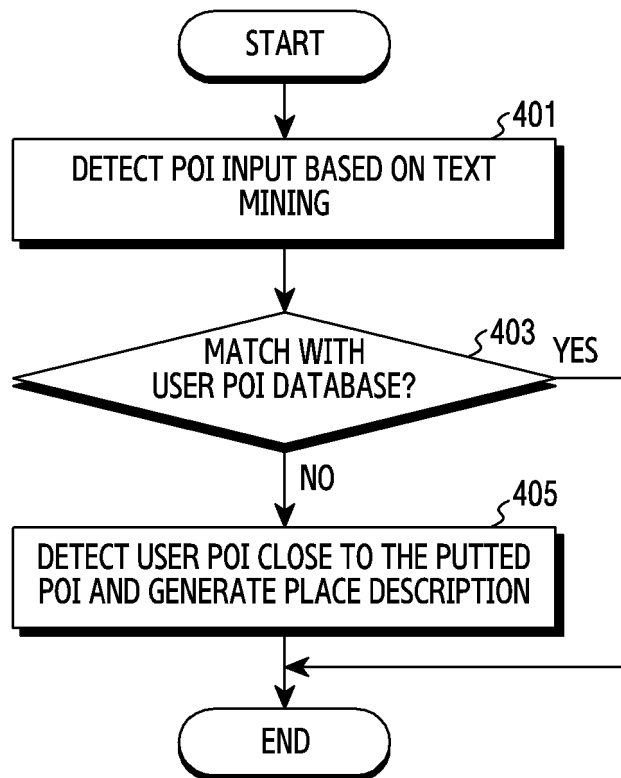 START
401
DETECT POI INPUT BASED ON TEXT
MINING
403
YES
MATCH WITH
USER POI DATABASE?
NO
405
DETECT USER POI CLOSE TO THE PUTTED
POI AND GENERATE PLACE DESCRIPTION
END